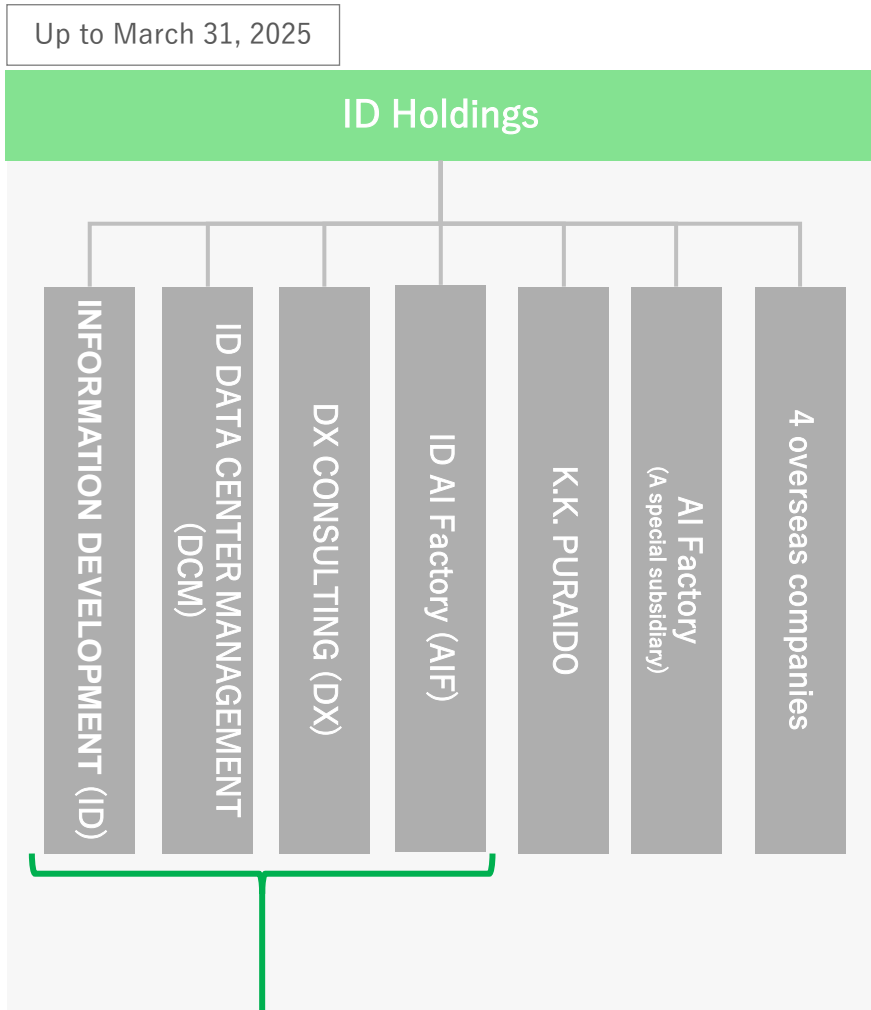 Up to March 31, 2025
ID Holdings
INFORMATION DEVELOPMENT (ID)
ID DATA CENTER MANAGEMENT
(DCM)
DX CONSULTING (DX)
ID AI Factory (AIF)
K.K. PURAIDO
AI Factory
(A special subsidiary)
4 overseas companies